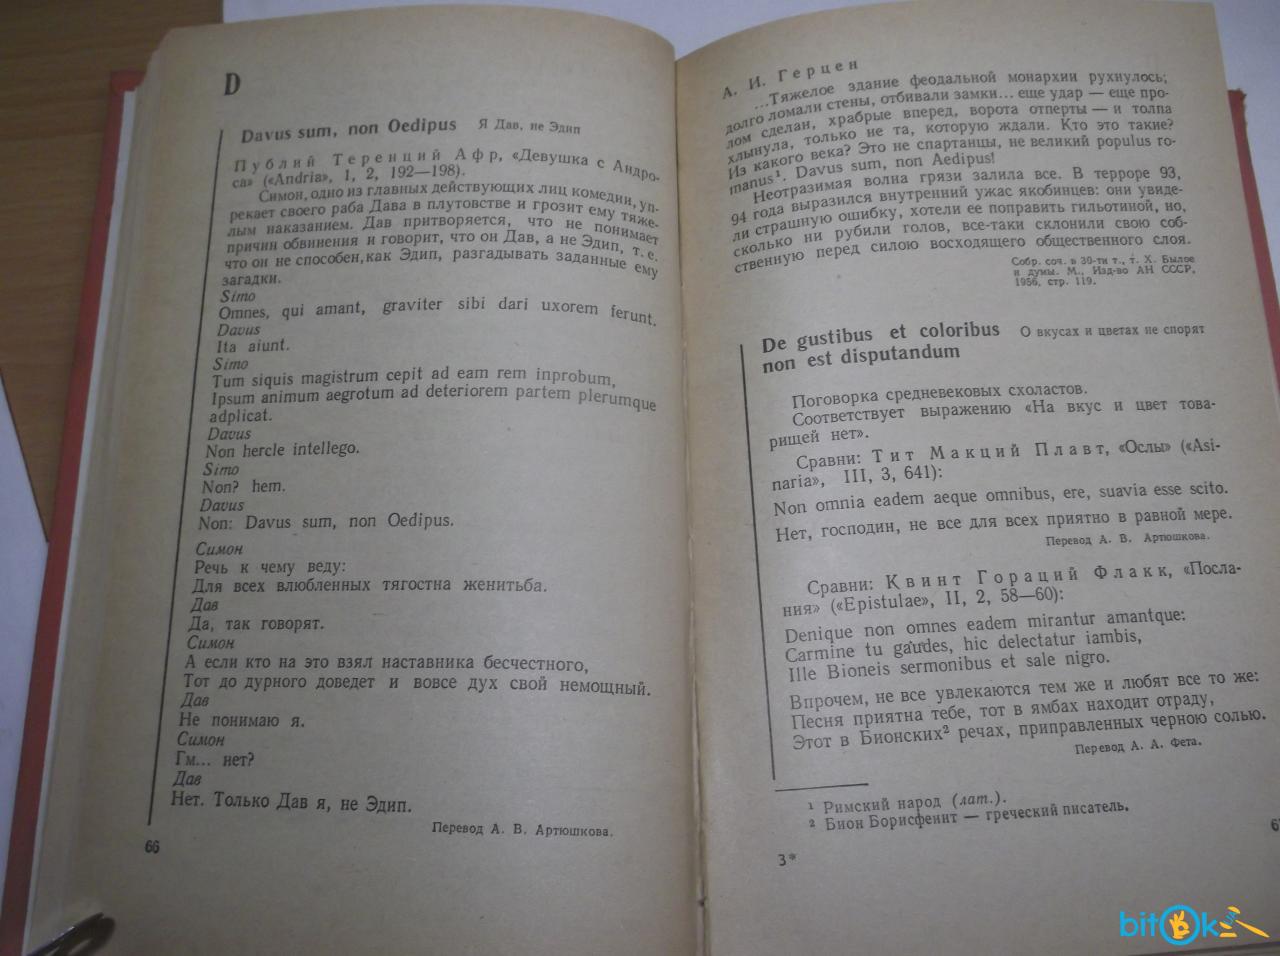 D
Davus sum, non Oedipus Я Дав, не Эдип
Публий Теренций Афр, «Девушка с Андро-
са» («Andria», 1, 2, 192—198).
Симон, одно из главных действующих лиц комедии, уп-
рекает своего раба Дава в плутовстве и грозит ему тяже-
лым наказанием. Дав притворяется, что не понимает
причин обвинения и говорит, что он Дав, а не Эдип, т. е.
что он не способен, как Эдип, разгадывать заданные ему
загадки.
Simo
Omnes, qui amant, graviter sibi dari uxorem ferunt.
Davus
Ita aiunt.
Simo
Tum siquis magistrum cepit ad eam rem inprobum,
Ipsum animum aegrotum ad deteriorem partem plerumque
adplicat.
Davus
Non hercle intellego.
Simo
Non? hem.
Davus
Non: Davus sum, non Oedipus.
Симон
Речь к чему веду:
Для всех влюбленных тягостна женитьба.
Дав
Да, так говорят.
Симон
А если кто на это взял наставника бесчестного,
Тот до дурного доведет и вовсе дух свой немощный.
Дав
Не понимаю я.
Симон
Гм... нет?
Дав
Нет. Только Дав я, не Эдип.
Перевод А. В. Артюшкова.
66
А. И. Герцен
...Тяжелое здание феодальной монархии рухнулось;
долго ломали стены, отбивали замки... еще удар — еще про-
лом сделан, храбрые вперед, ворота отперты — и толпа
хлынула, только не та, которую ждали. Кто это такие?
Из какого века? Это не спартанцы, не великий populus ro-
manus¹. Davus sum, non Aedipus!
Неотразимая волна грязи залила все. В терроре 93,
94 года выразился внутренний ужас якобинцев: они увиде-
ли страшную ошибку, хотели ее поправить гильотиной, но,
сколько ни рубили голов, все-таки склонили свою соб-
ственную перед силою восходящего общественного слоя.
Собр. соч. в 30-ти т., т. X. Былое
и думы. М., Изд-во АН СССР,
1956, стр. 119.
De gustibus et coloribus О вкусах и цветах не спорят
non est disputandum
Поговорка средневековых схоластов.
Соответствует выражению «На вкус и цвет това-
рищей нет».
Сравни: Тит Макций Плавт, «Ослы» («Asi-
naria», III, 3, 641):
Non omnia eadem aeque omnibus, ere, suavia esse scito.
Нет, господин, не все для всех приятно в равной мере.
Перевод А. В. Артюшкова.
Сравни: Квинт Гораций Флакк, «Посла-
ния» («Epistulae», II, 2, 58—60):
Denique non omnes eadem mirantur amantque:
Carmine tu gaudes, hic delectatur iambis,
Ille Bioneis sermonibus et sale nigro.
Впрочем, не все увлекаются тем же и любят все то же:
Песня приятна тебе, тот в ямбах находит отраду,
Этот в Бионских² речах, приправленных черною солью.
Перевод А. А. Фета.
¹ Римский народ (лат.).
² Бион Борисфенит — греческий писатель.
3*